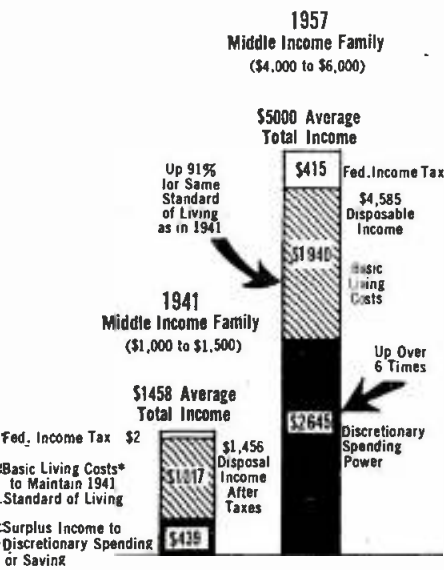 1957
Middle Income Family
($4.000 to $6,000)
$5000 Average
Total Income
$415
Fed. Income Tax
Up 91%
for Same
Standard
of Living
as in 1941
$4,585
Disposable
Income
$1940
Basic
Living
Costs
1941
Middle Income Family
($1,000 to $1,500)
Up Over
6 Times
$1458 Average
Total Income
$2645
Discretionary
Spending
Power
Fed. Income Tax $2
$1,456
Disposal
Income
After
Taxes
Basic Living Costs*
to Maintain 1941
Standard of Living
$1017
Surplus Income to
Discretionary Spending
or Saving
$439